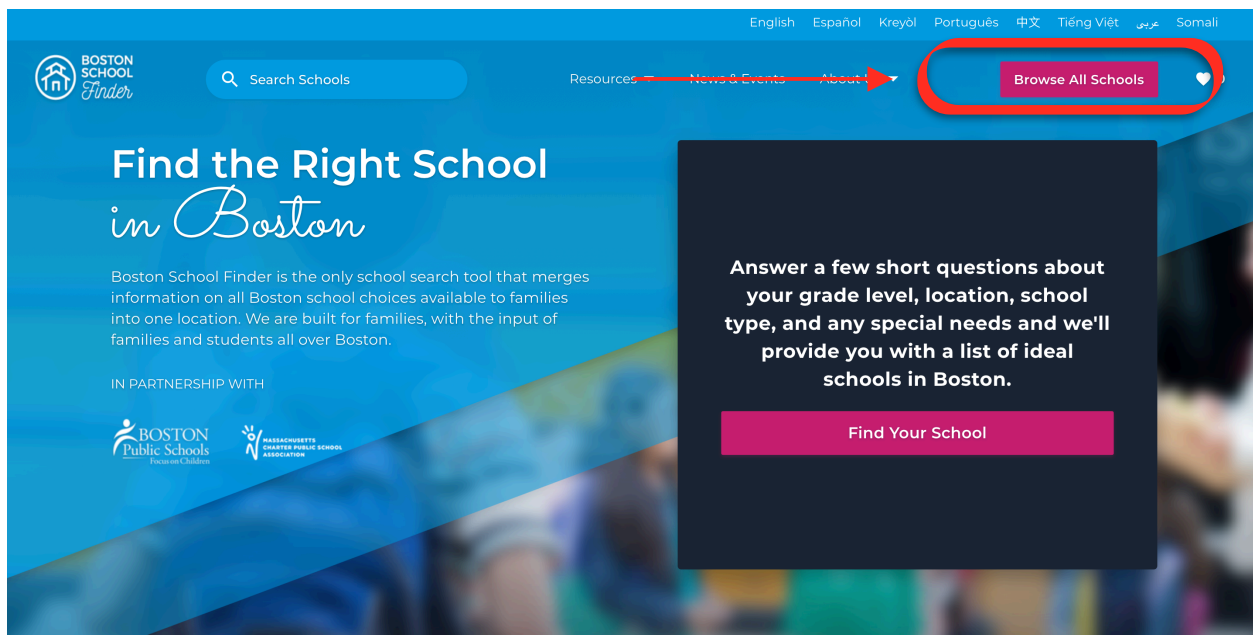 English Español Kreyòl Português 中文 Tiếng Việt عربى Somali
BOSTON
SCHOOL
Finder
Search Schools
Resources News & Events About
Browse All Schools
Find the Right School
in Boston
Boston School Finder is the only school search tool that merges
information on all Boston school choices available to families
into one location. We are built for families, with the input of
families and students all over Boston.
IN PARTNERSHIP WITH
BOSTON
Public Schools
Focus on Children
MASSACHUSETTS
CHARTER PUBLIC SCHOOL
ASSOCIATION
Answer a few short questions about
your grade level, location, school
type, and any special needs and we'll
provide you with a list of ideal
schools in Boston.
Find Your School